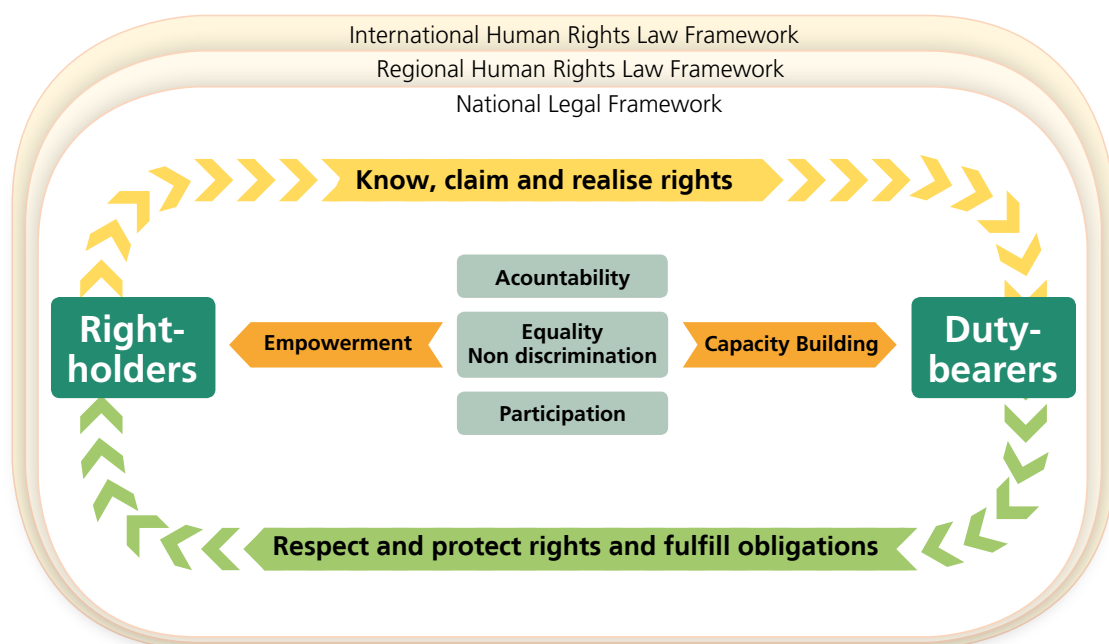 International Human Rights Law Framework
Regional Human Rights Law Framework
National Legal Framework
Know, claim and realise rights
Right-
holders
Empowerment
Acountability
Equality
Non discrimination
Participation
Capacity Building
Duty-
bearers
Respect and protect rights and fulfill obligations